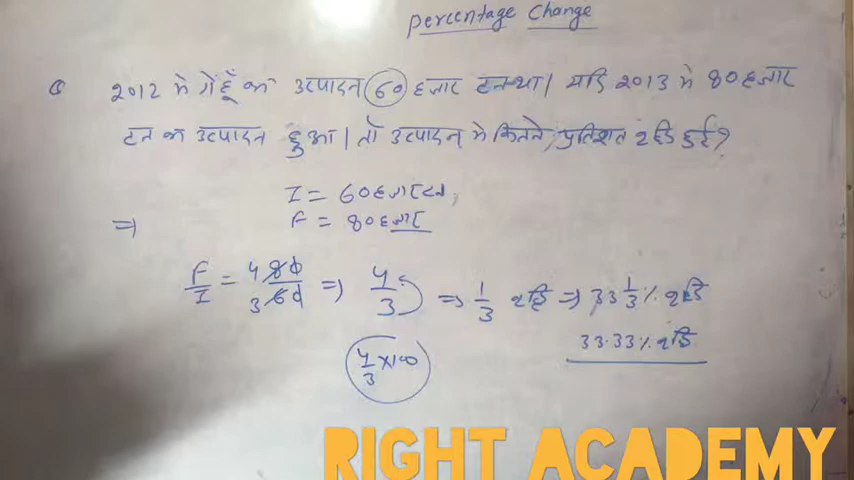 Percentage Change
Q 2012 मे गेहूँ का उत्पादन 60 हजार टन था। यदि 2013 मे 80 हजार
टन का उत्पादन हुआ। तो उत्पादन मे कितने प्रतिशत वृद्धि हुई?
I = 60 हजार टन,
⇒ F = 80 हजार
F/I = 4 80/3 60 ⇒ 4/3 ⇒ 1/3 वृद्धि ⇒ 33 1/3 % वृद्धि
4/3 × 100 33.33% वृद्धि
RIGHT ACADEMY